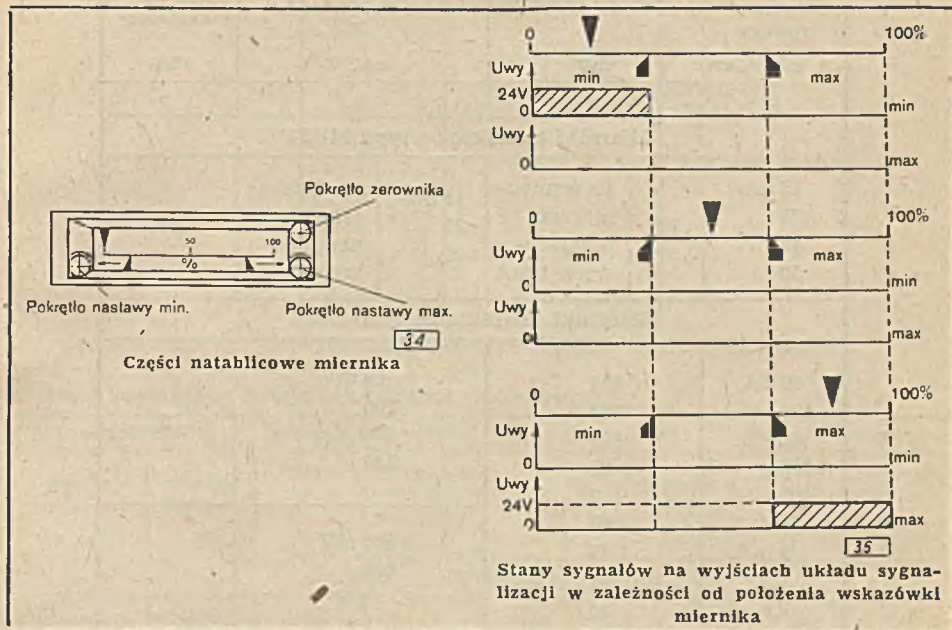 Pokrętło zerownika
50
100
%
Pokrętło nastawy min.
Pokrętło nastawy max.
34
Części natablicowe miernika
0
100%
Uwy
min
max
24V
0
min
Uwy
0
max
0
100%
Uwy
min
max
0
min
Uwy
0
max
0
100%
Uwy
min
max
0
min
Uwy
24V
0
max
35
Stany sygnałów na wyjściach układu sygna-
lizacji w zależności od położenia wskazówki
miernika